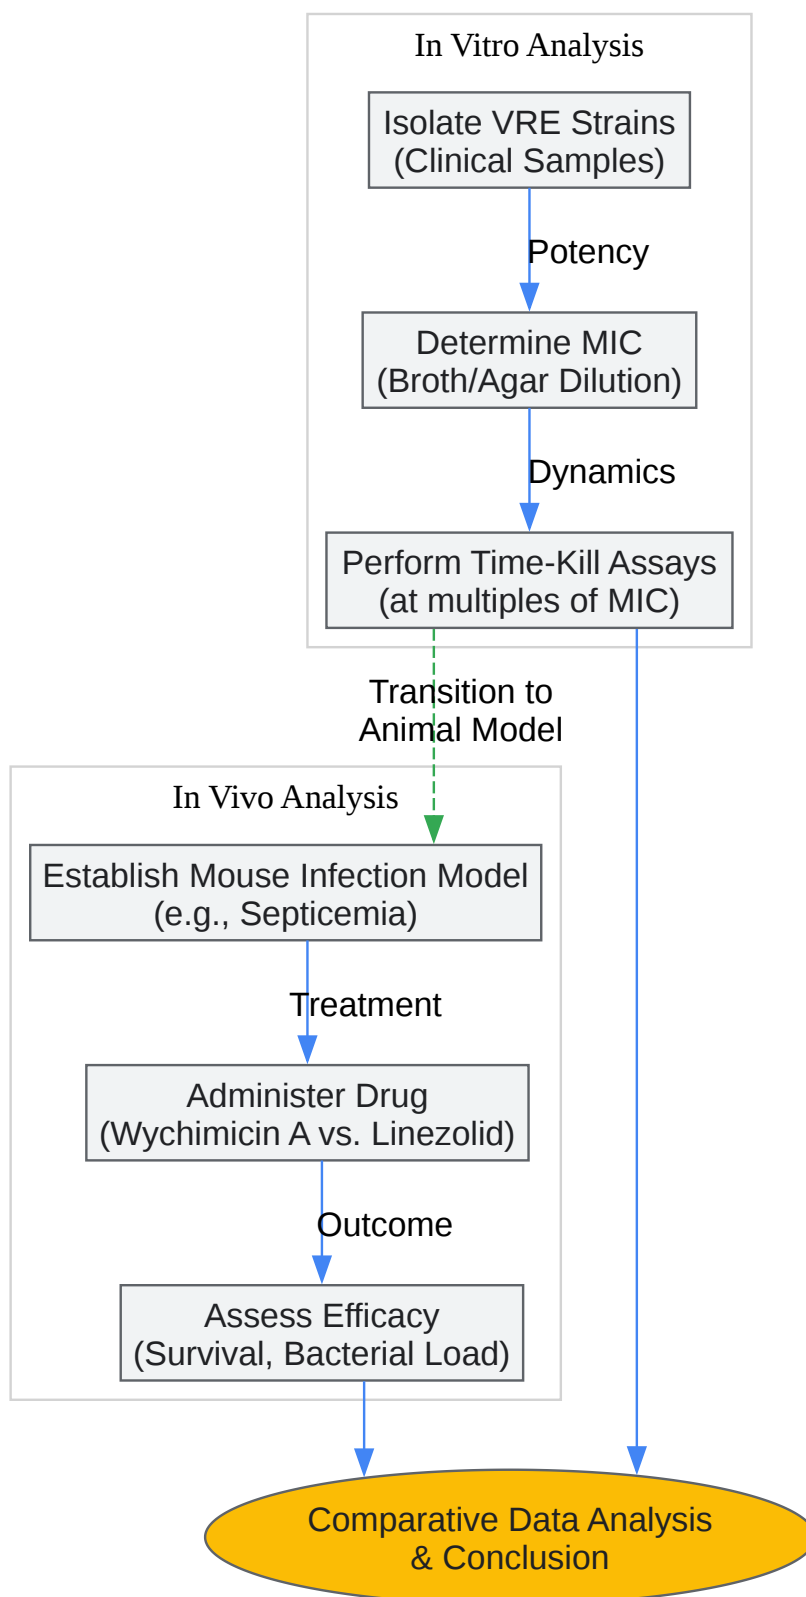 In Vitro Analysis
Isolate VRE Strains
(Clinical Samples)
Potency
Determine MIC
(Broth/Agar Dilution)
Dynamics
Perform Time-Kill Assays
(at multiples of MIC)
Transition to
Animal Model
In Vivo Analysis
Establish Mouse Infection Model
(e.g., Septicemia)
Treatment
Administer Drug
(Wychimicin A vs. Linezolid)
Outcome
Assess Efficacy
(Survival, Bacterial Load)
Comparative Data Analysis
& Conclusion